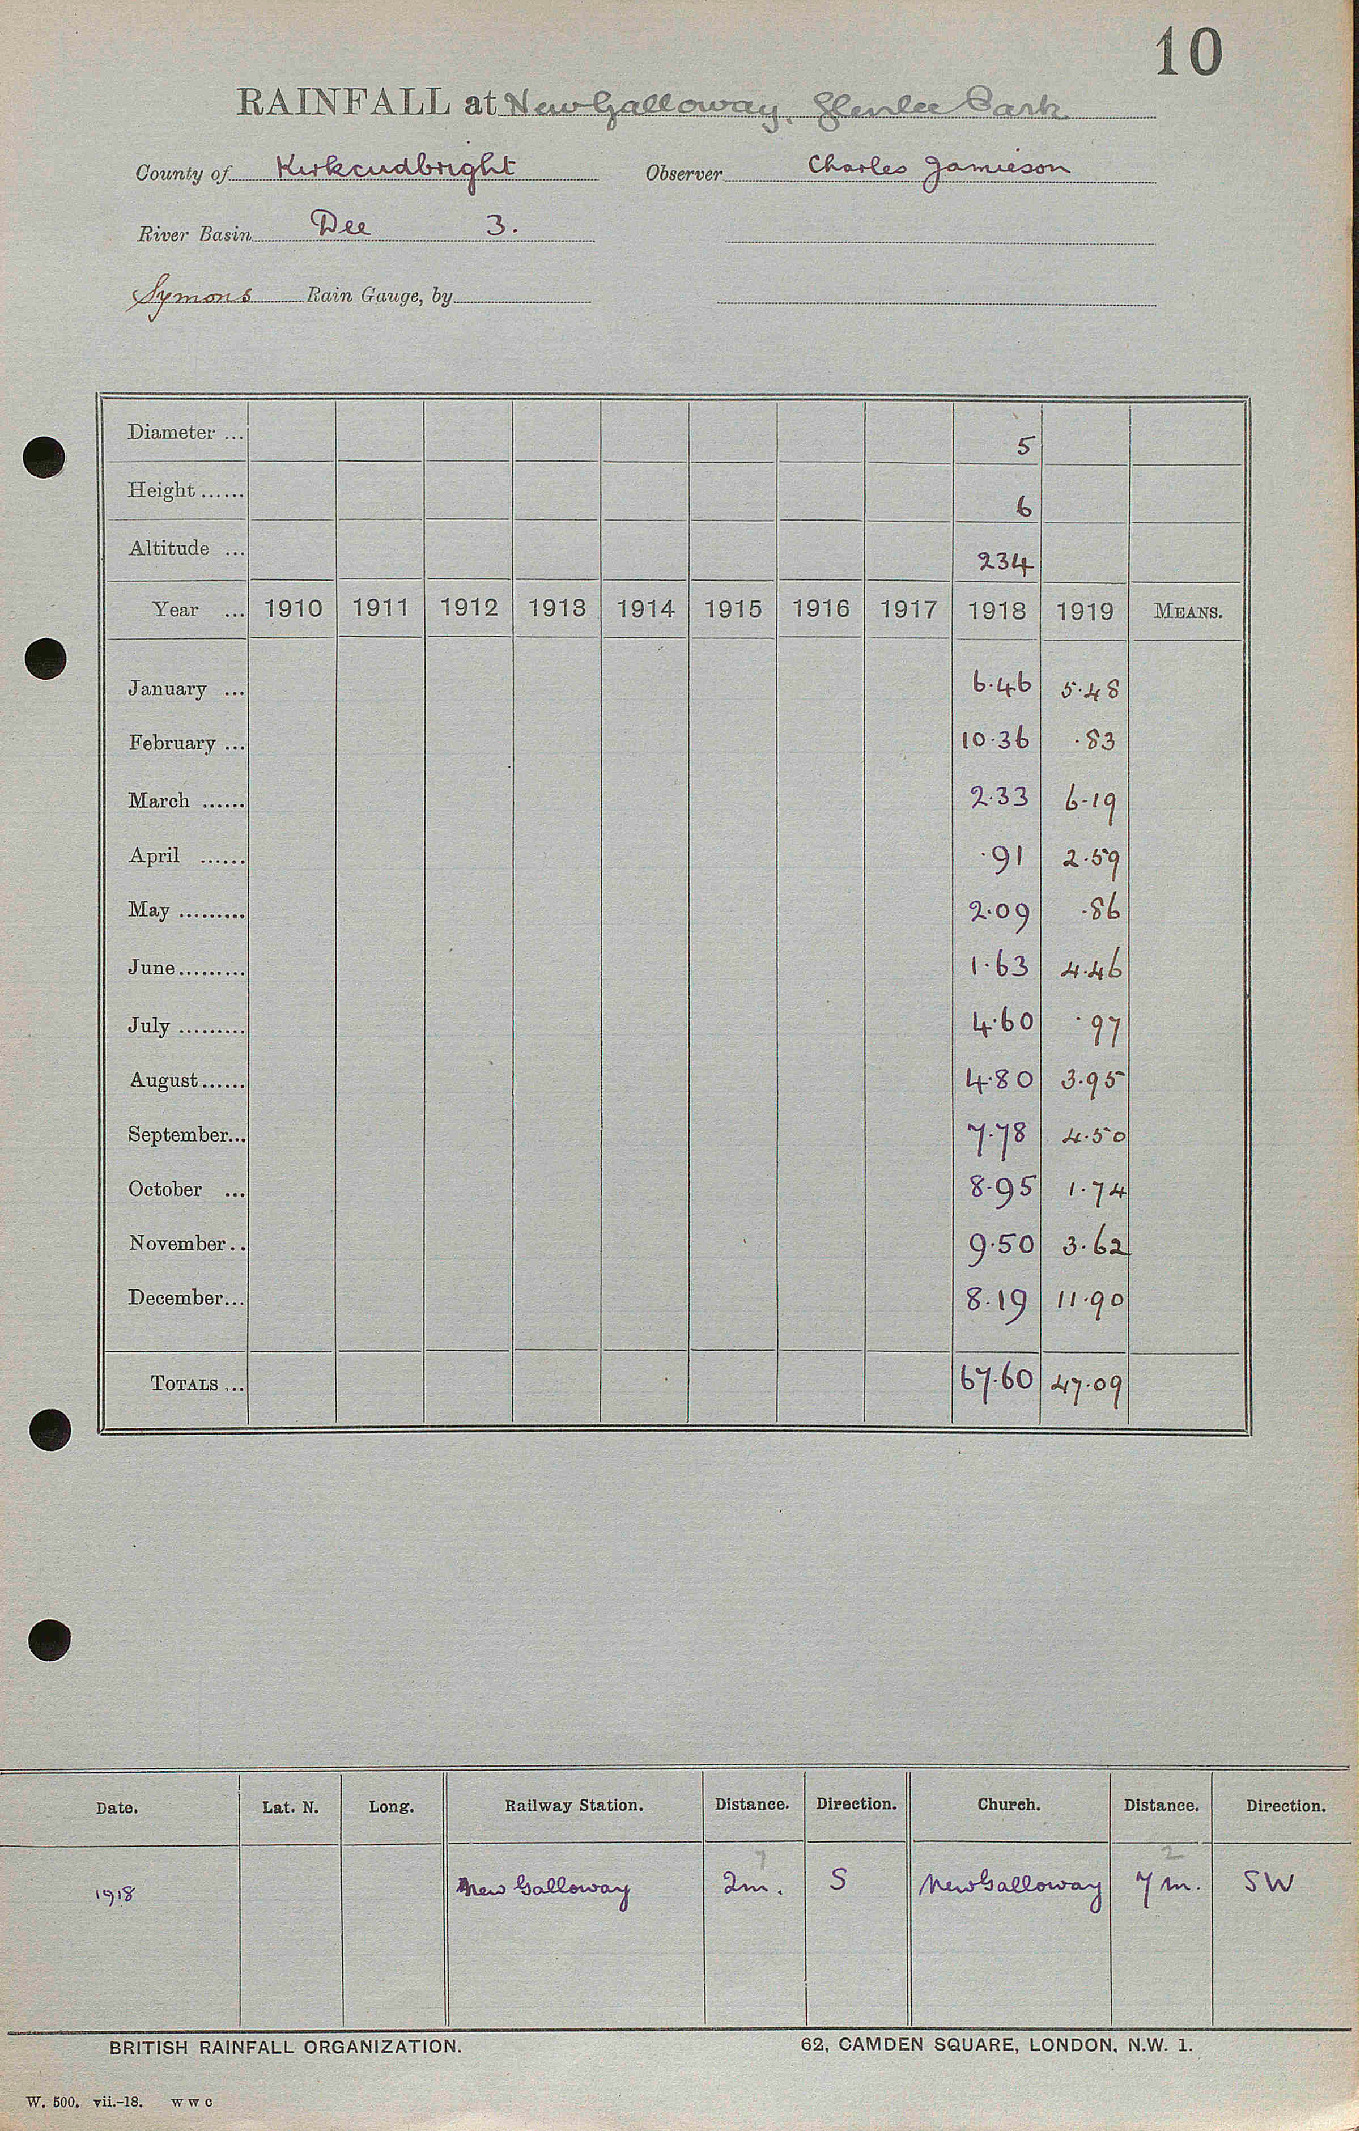 10
RAINFALL at New Galloway, Glenlee Park
County of Kirkcudbright Observer Charles Jamieson
River Basin Dee 3.
Symons Rain Gauge, by
Diameter ... 5
Height ...... 6
Altitude ... 234
Year ... 1910 1911 1912 1913 1914 1915 1916 1917 1918 1919 MEANS.
January ... 6.46 5.48
February ... 10.36 .83
March ...... 2.33 6.19
April ...... .91 2.59
May ......... 2.09 .86
June......... 1.63 4.46
July ......... 4.60 .97
August...... 4.80 3.95
September... 7.78 4.50
October ... 8.95 1.74
November.. 9.50 3.62
December... 8.19 11.90
TOTALS ... 67.60 47.09
Date. Lat. N. Long. Railway Station. Distance. Direction. Church. Distance. Direction.
7 2
1918 New Galloway 2m. S New Galloway 7m. SW
BRITISH RAINFALL ORGANIZATION. 62, CAMDEN SQUARE, LONDON, N.W. 1.
W. 500. vii.-18. W W C